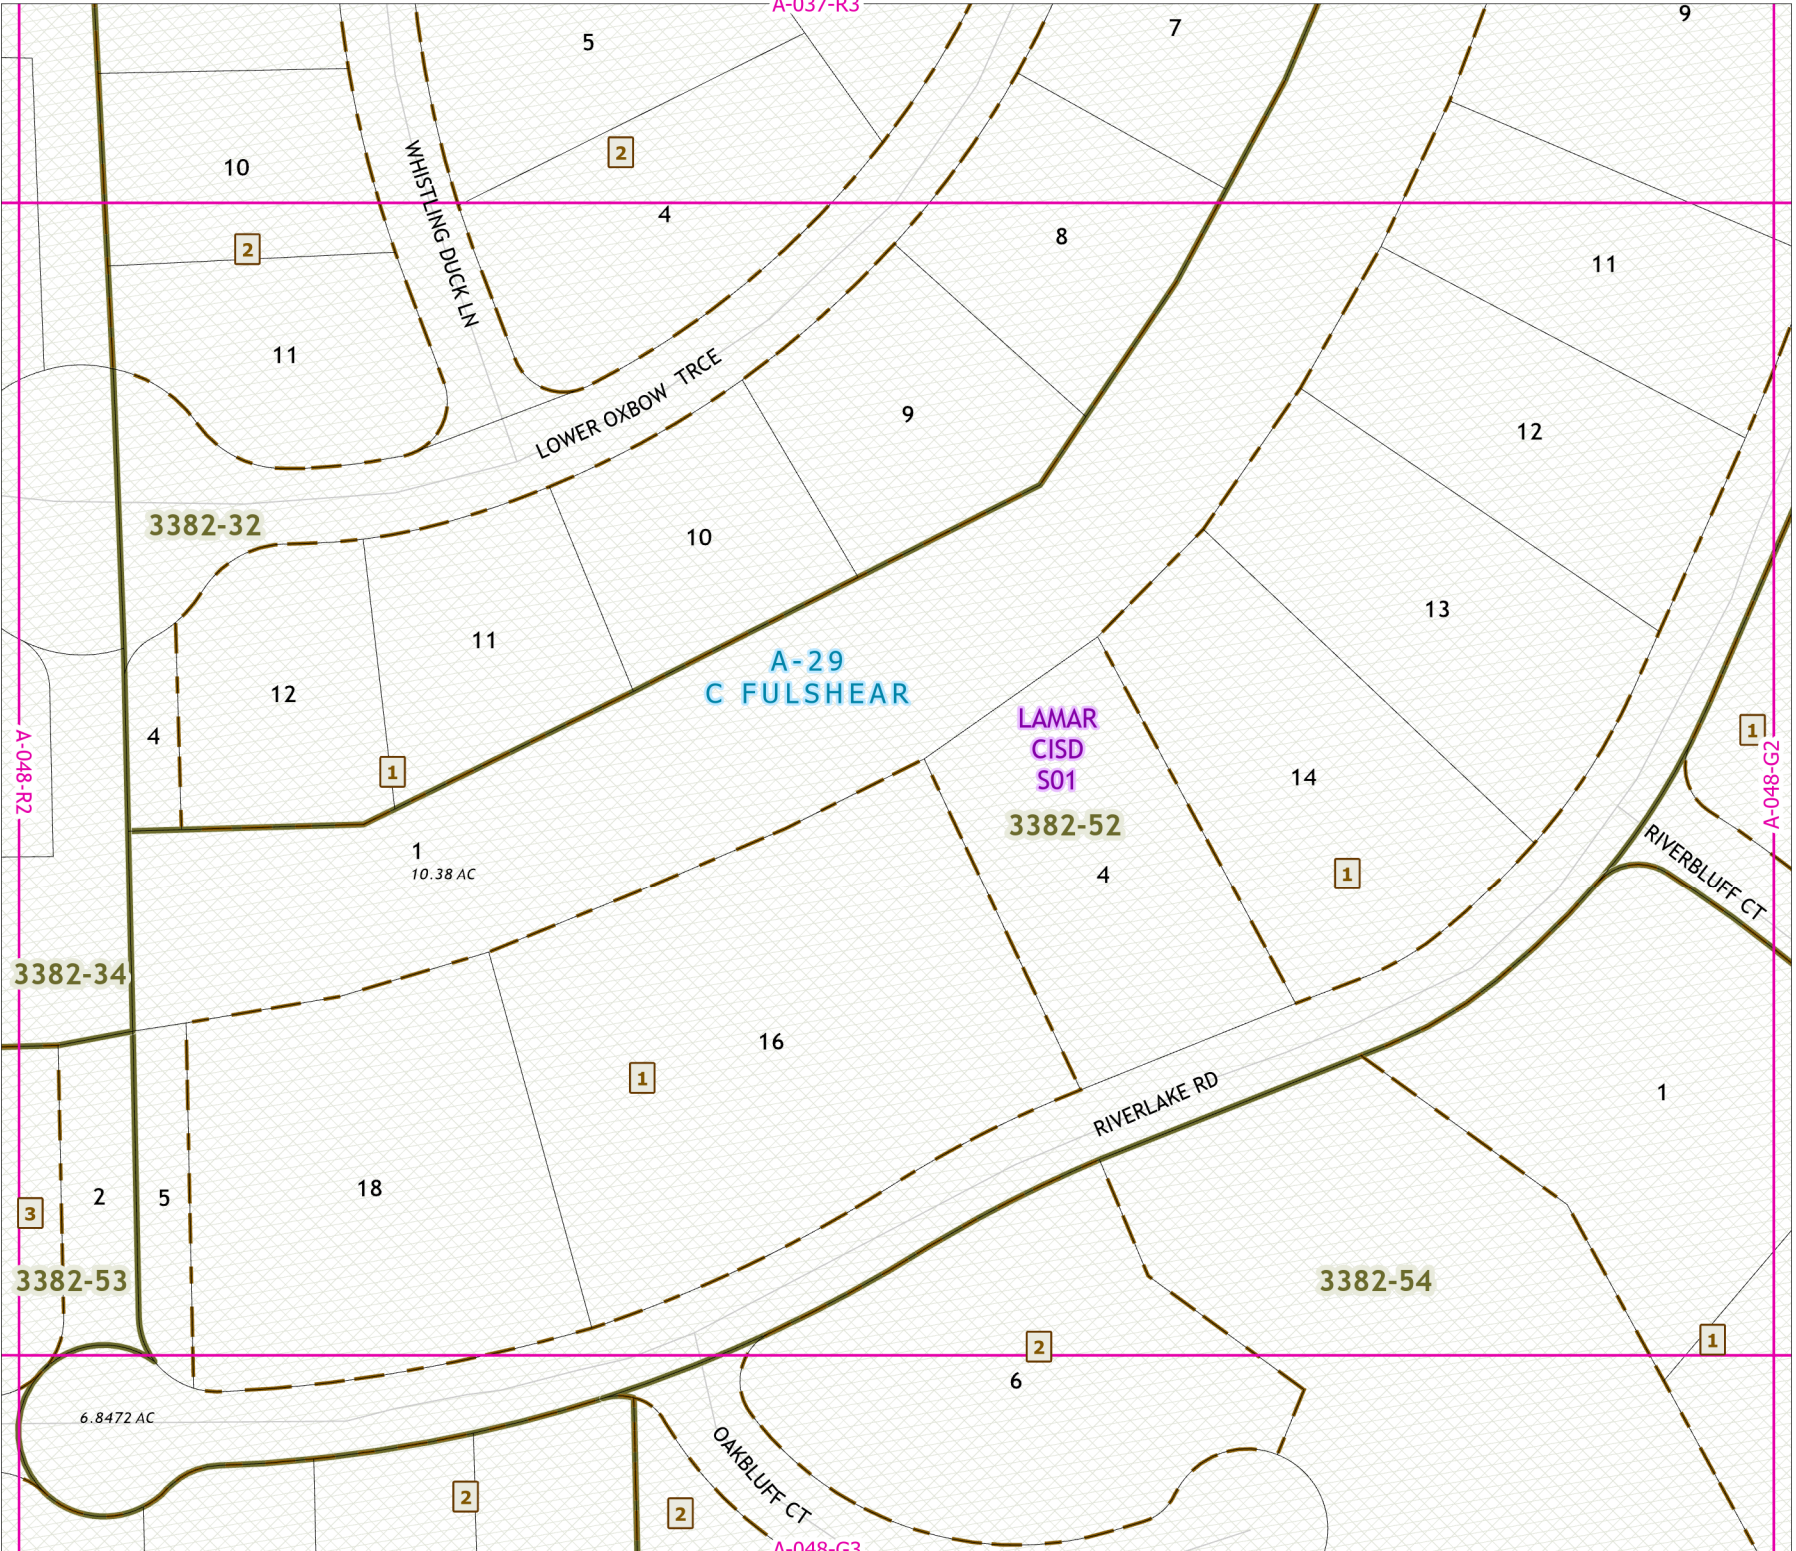 A-037-R3
9
7
5
2
10
4
8
2
11
WHISTLING DUCK LN
11
LOWER OXBOW TRCE
9
12
3382-32
10
13
11
A-29
C FULSHEAR
12
LAMAR
CISD
S01
4
1
A-048-R2
1
A-048-G2
14
3382-52
1
10.38 AC
4
1
RIVERBLUFF CT
3382-34
16
1
RIVERLAKE RD
1
18
2
5
3
3382-53
3382-54
2
1
6
6.8472 AC
OAKBLUFF CT
2
2
A-048-G3